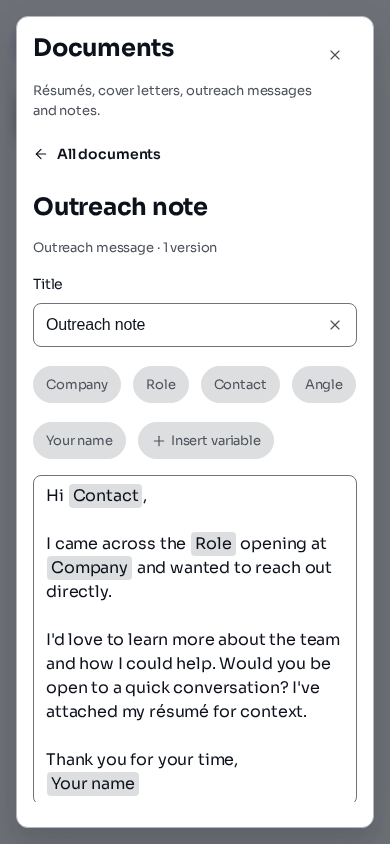 Documents
Résumés, cover letters, outreach messages
and notes.
All documents
Outreach note
Outreach message · 1 version
Title
Outreach note
Company Role Contact Angle
Your name + Insert variable
Hi Contact,
I came across the Role opening at
Company and wanted to reach out
directly.
I'd love to learn more about the team
and how I could help. Would you be
open to a quick conversation? I've
attached my résumé for context.
Thank you for your time,
Your name